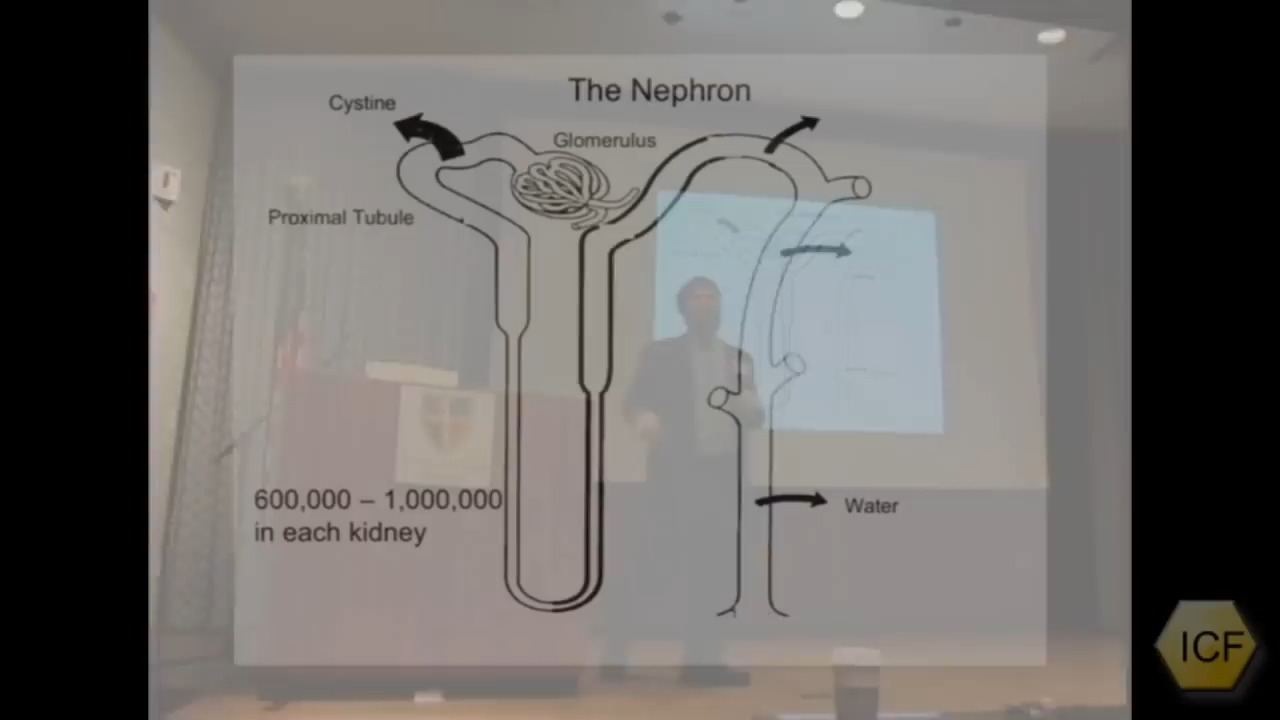 The Nephron
Cystine
Glomerulus
Proximal Tubule
600,000 – 1,000,000
in each kidney
Water
ICF